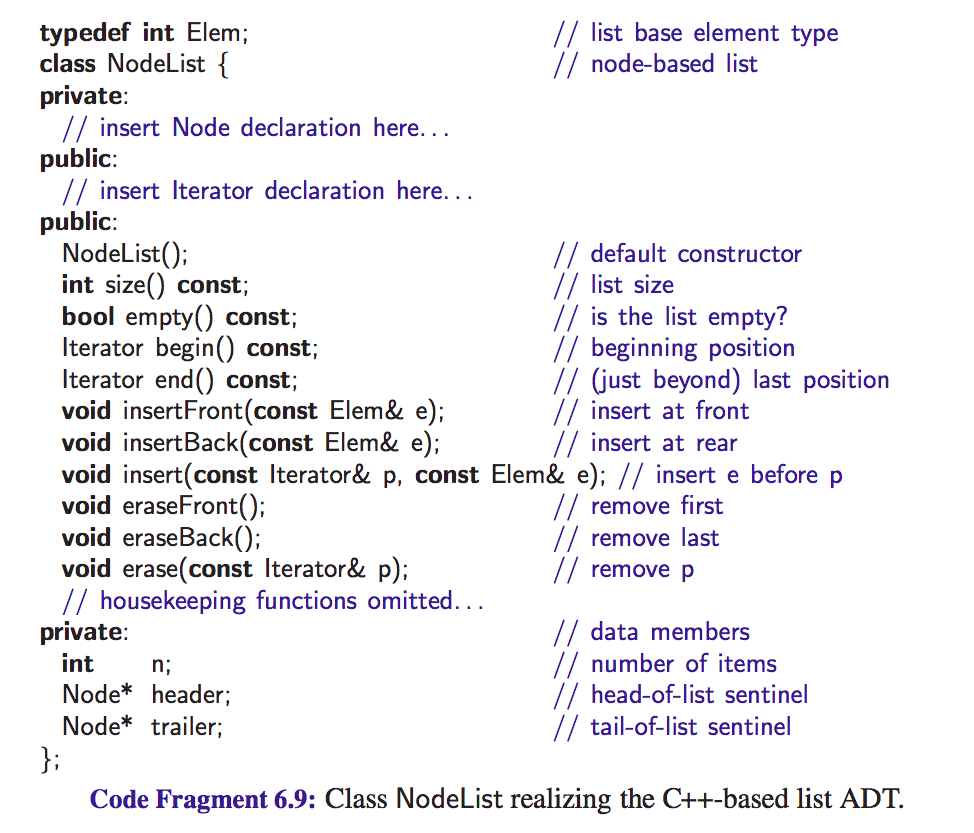 typedef int Elem; // list base element type
class NodeList { // node-based list
private:
// insert Node declaration here...
public:
// insert Iterator declaration here...
public:
NodeList(); // default constructor
int size() const; // list size
bool empty() const; // is the list empty?
Iterator begin() const; // beginning position
Iterator end() const; // (just beyond) last position
void insertFront(const Elem& e); // insert at front
void insertBack(const Elem& e); // insert at rear
void insert(const Iterator& p, const Elem& e); // insert e before p
void eraseFront(); // remove first
void eraseBack(); // remove last
void erase(const Iterator& p); // remove p
// housekeeping functions omitted...
private: // data members
int n; // number of items
Node* header; // head-of-list sentinel
Node* trailer; // tail-of-list sentinel
};
Code Fragment 6.9: Class NodeList realizing the C++-based list ADT.